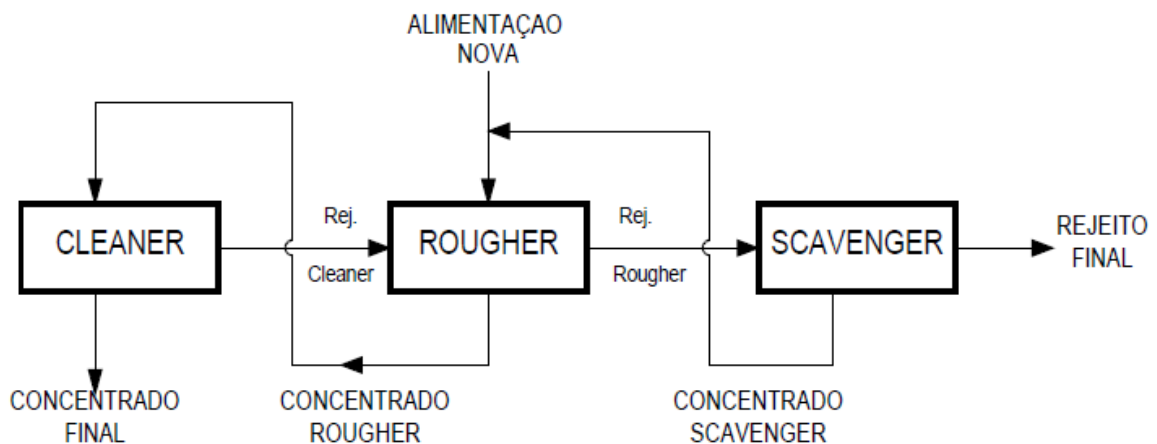 ALIMENTAÇAO
NOVA
CLEANER
Rej.
Cleaner
ROUGHER
Rej.
Rougher
SCAVENGER
REJEITO
FINAL
CONCENTRADO
FINAL
CONCENTRADO
ROUGHER
CONCENTRADO
SCAVENGER